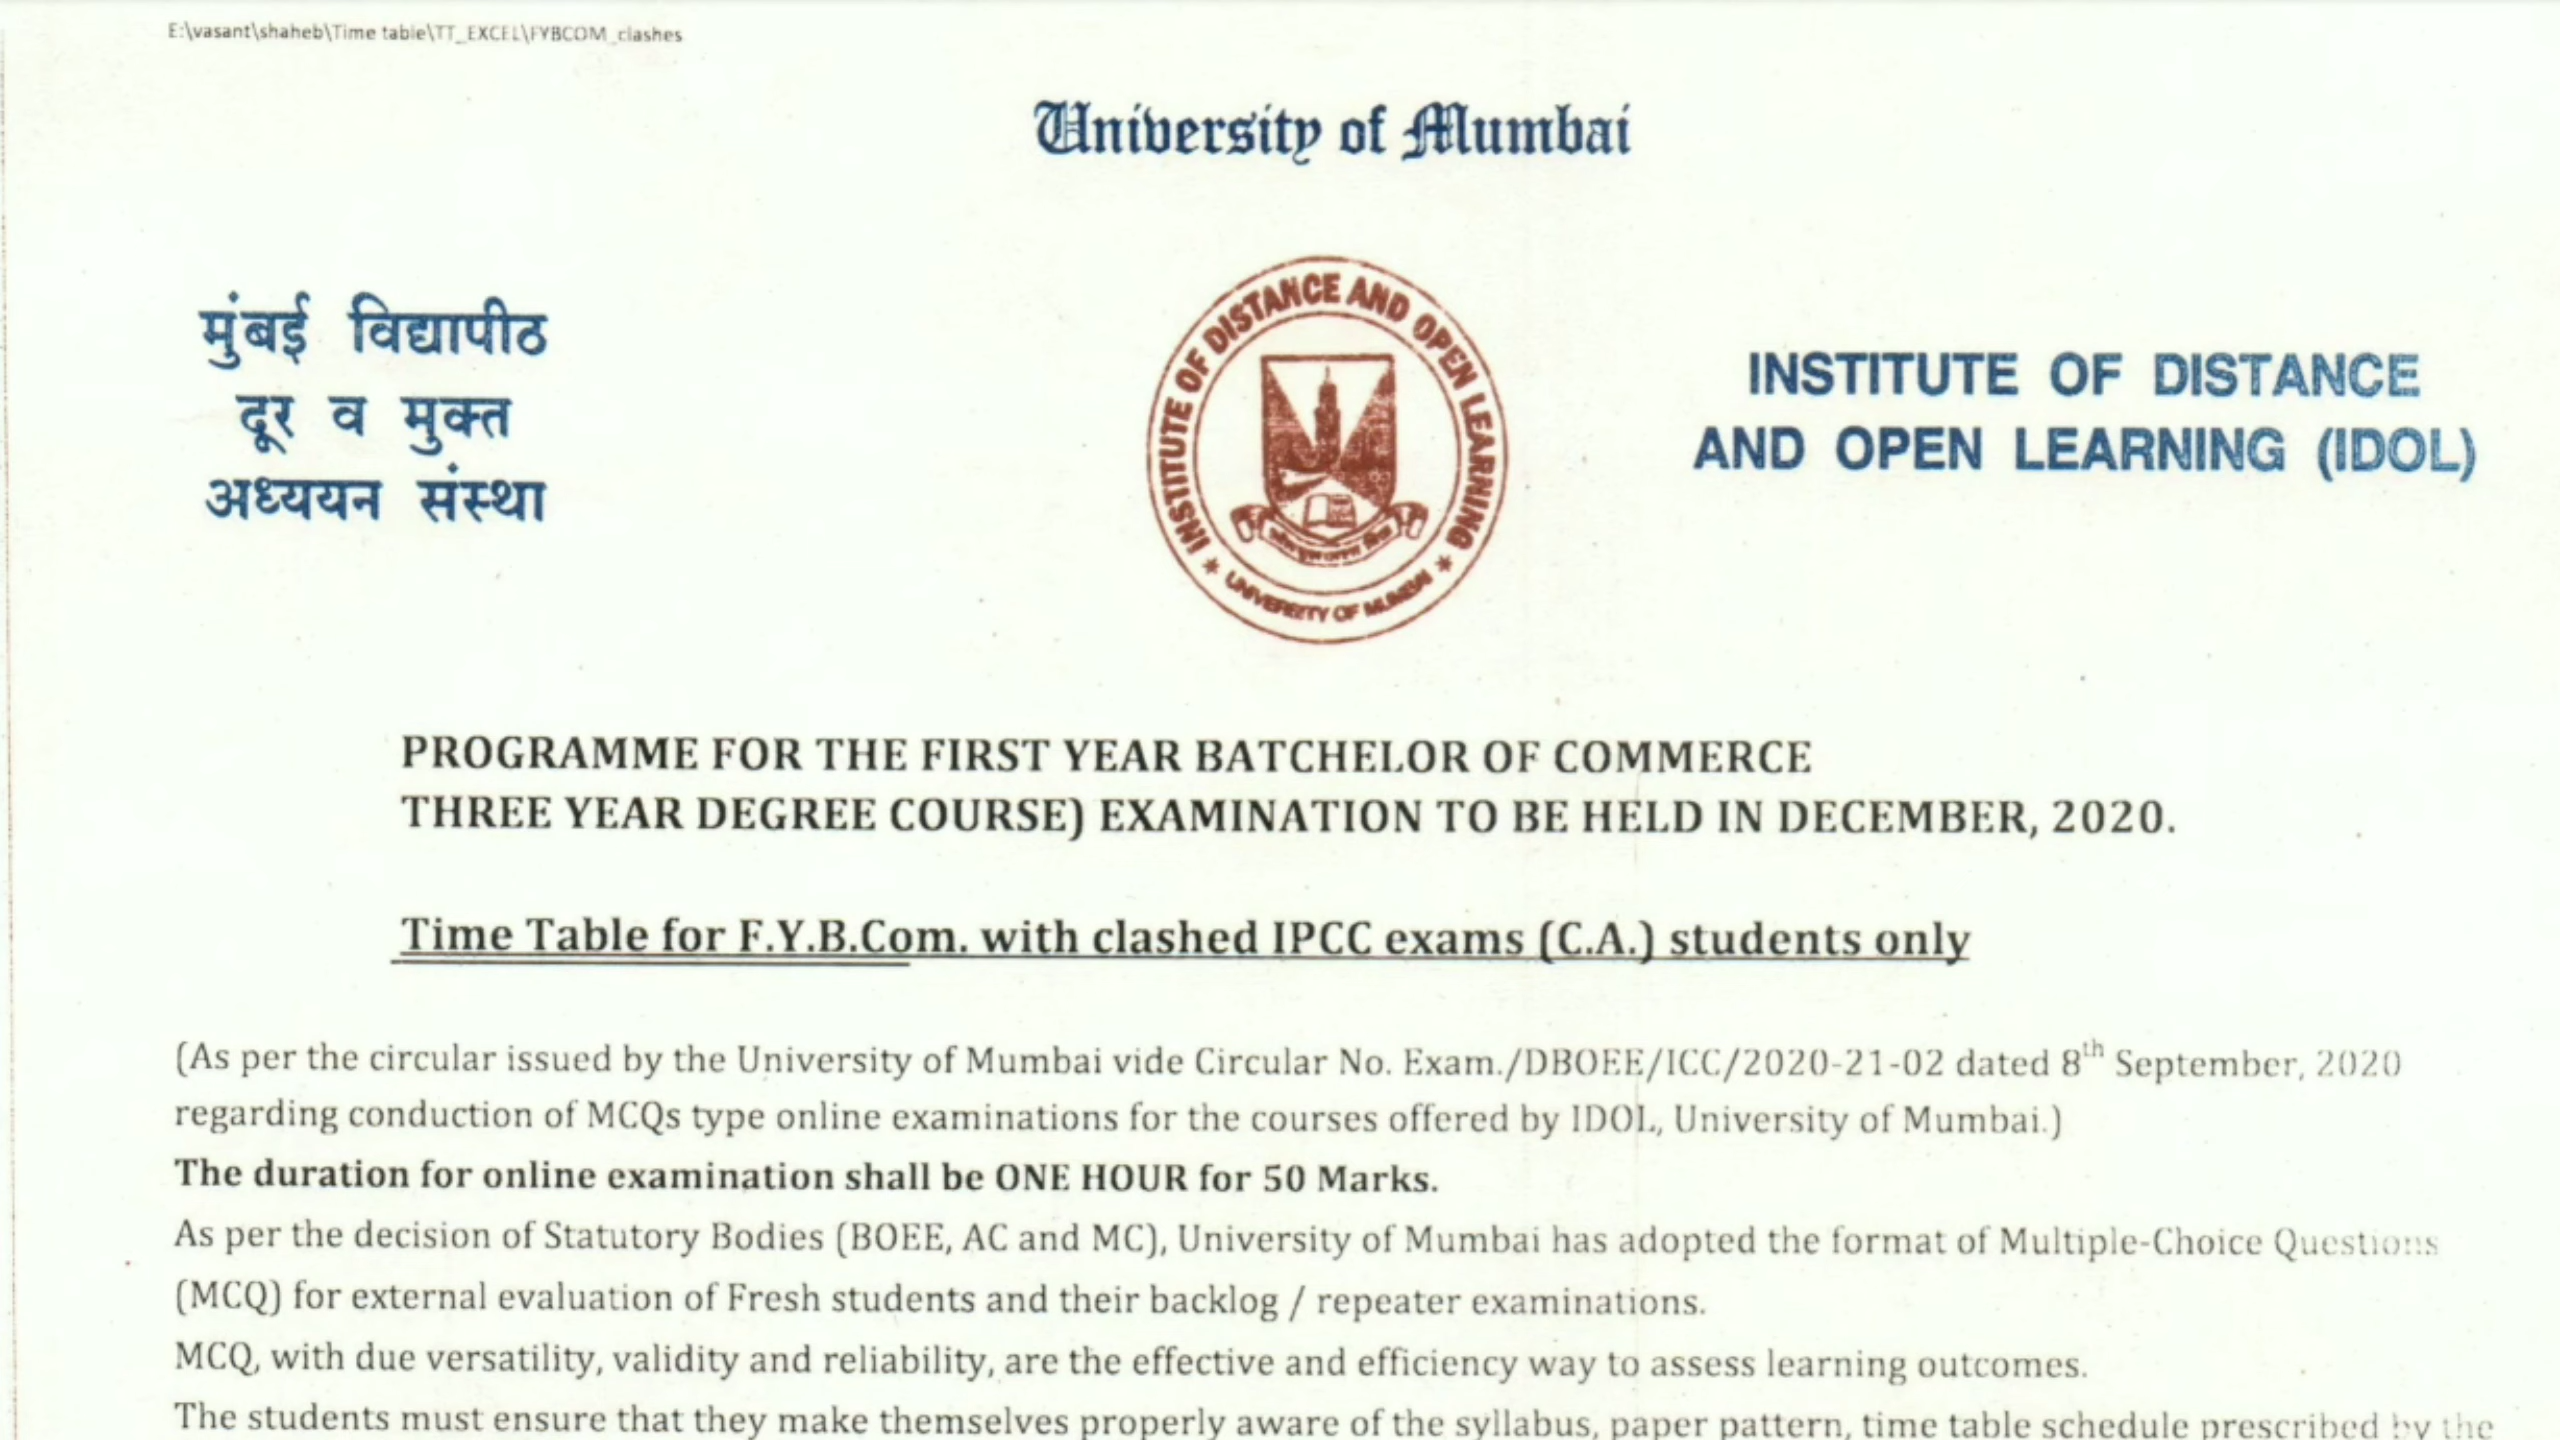 E:\vasant\shaheb\Time table\TT_EXCEL\FYBCOM_clashes
University of Mumbai
मुंबई विद्यापीठ
दूर व मुक्त
अध्ययन संस्था
INSTITUTE OF DISTANCE AND OPEN LEARNING
* UNIVERSITY OF MUMBAI *
INSTITUTE OF DISTANCE
AND OPEN LEARNING (IDOL)
PROGRAMME FOR THE FIRST YEAR BATCHELOR OF COMMERCE
THREE YEAR DEGREE COURSE) EXAMINATION TO BE HELD IN DECEMBER, 2020.
Time Table for F.Y.B.Com. with clashed IPCC exams (C.A.) students only
(As per the circular issued by the University of Mumbai vide Circular No. Exam./DBOEE/ICC/2020-21-02 dated 8th September, 2020
regarding conduction of MCQs type online examinations for the courses offered by IDOL, University of Mumbai.)
The duration for online examination shall be ONE HOUR for 50 Marks.
As per the decision of Statutory Bodies (BOEE, AC and MC), University of Mumbai has adopted the format of Multiple-Choice Questions
(MCQ) for external evaluation of Fresh students and their backlog / repeater examinations.
MCQ, with due versatility, validity and reliability, are the effective and efficiency way to assess learning outcomes.
The students must ensure that they make themselves properly aware of the syllabus, paper pattern, time table schedule prescribed by the